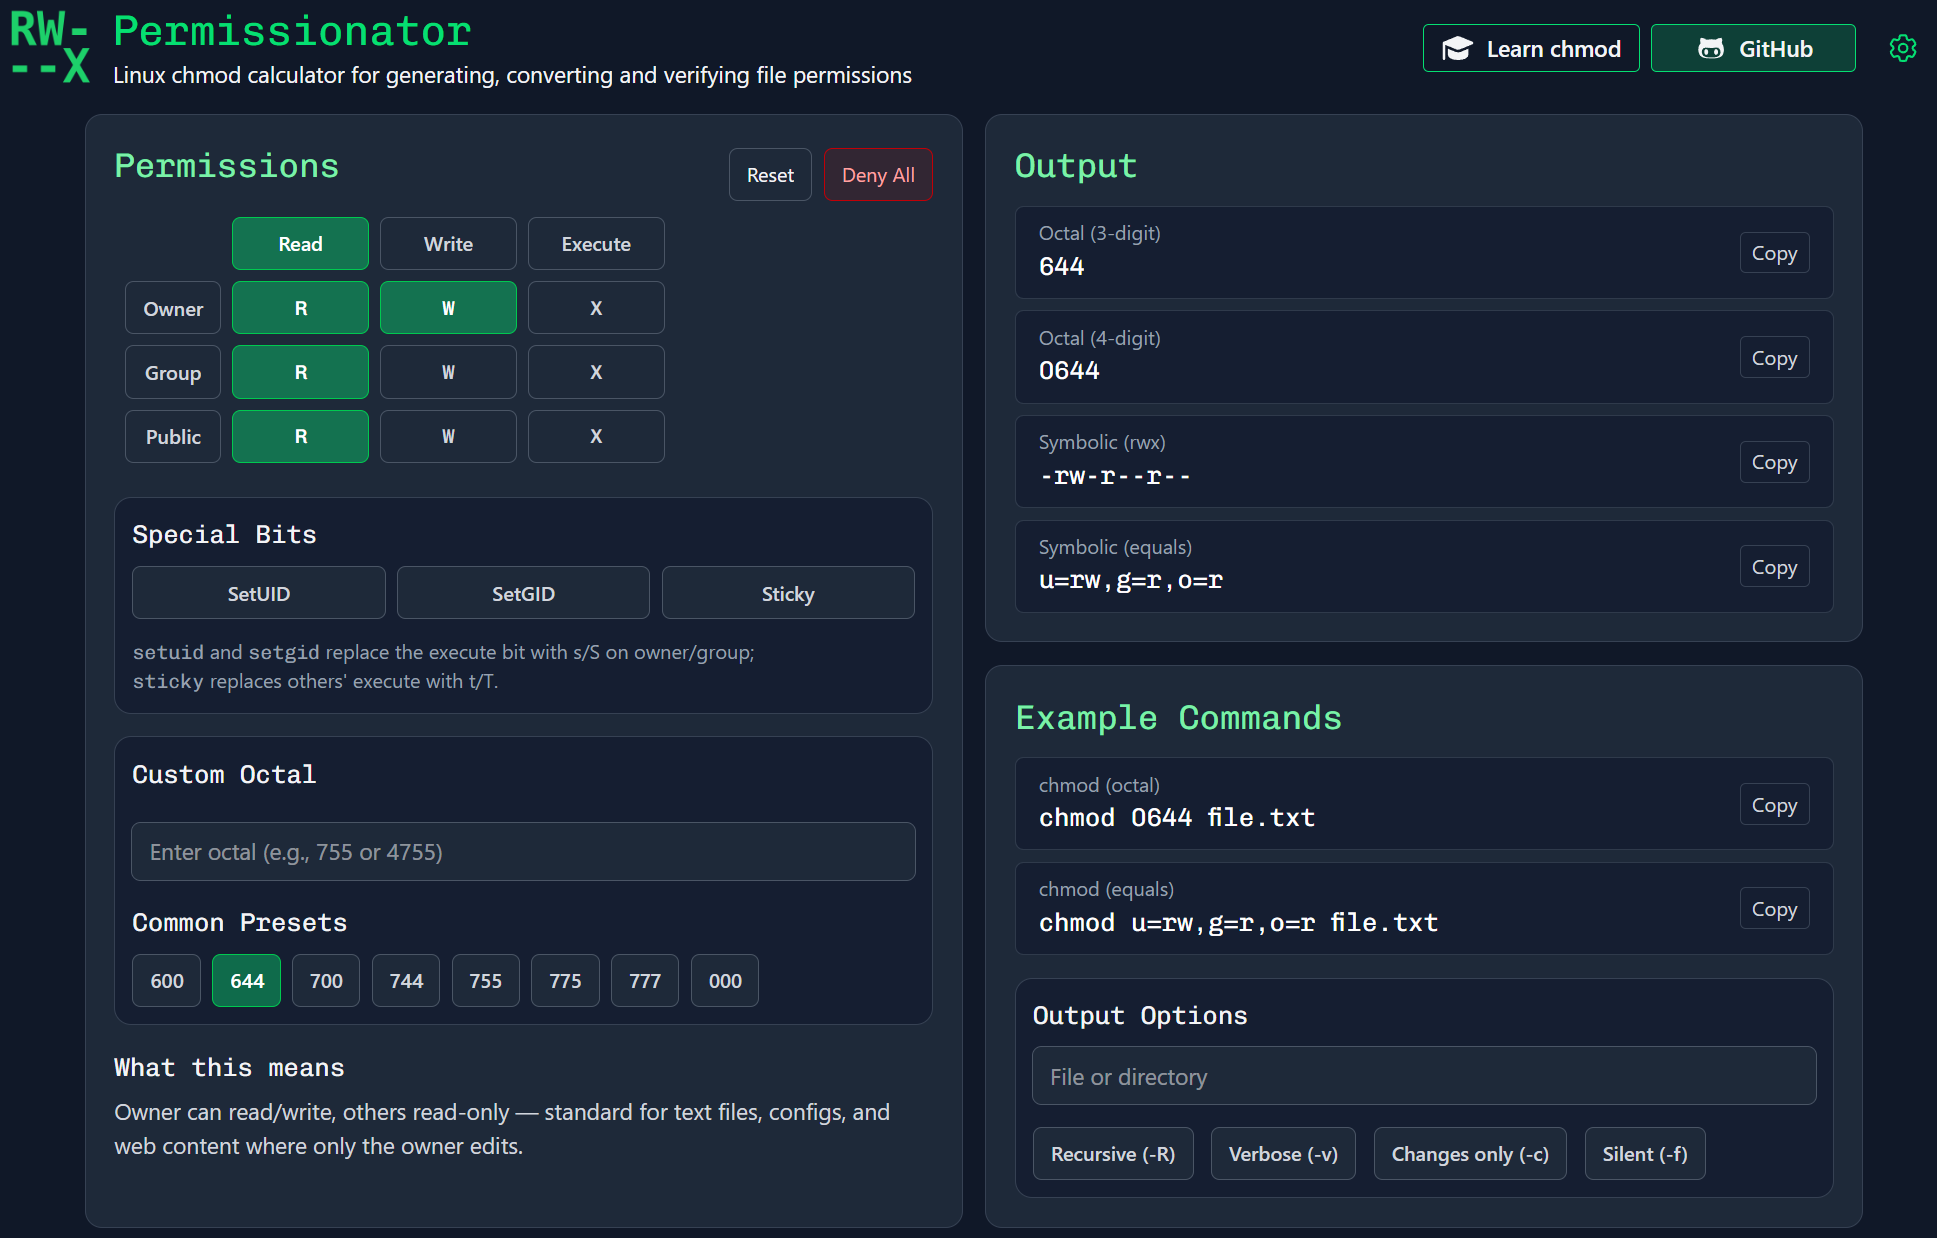 RW-
--X
Permissionator
Linux chmod calculator for generating, converting and verifying file permissions
Learn chmod
GitHub
Permissions
Reset
Deny All
Read
Write
Execute
Owner
R
W
X
Group
R
W
X
Public
R
W
X
Special Bits
SetUID
SetGID
Sticky
setuid and setgid replace the execute bit with s/S on owner/group;
sticky replaces others' execute with t/T.
Custom Octal
Enter octal (e.g., 755 or 4755)
Common Presets
600
644
700
744
755
775
777
000
What this means
Owner can read/write, others read-only — standard for text files, configs, and
web content where only the owner edits.
Output
Octal (3-digit)
644
Copy
Octal (4-digit)
0644
Copy
Symbolic (rwx)
-rw-r--r--
Copy
Symbolic (equals)
u=rw,g=r,o=r
Copy
Example Commands
chmod (octal)
chmod 0644 file.txt
Copy
chmod (equals)
chmod u=rw,g=r,o=r file.txt
Copy
Output Options
File or directory
Recursive (-R)
Verbose (-v)
Changes only (-c)
Silent (-f)